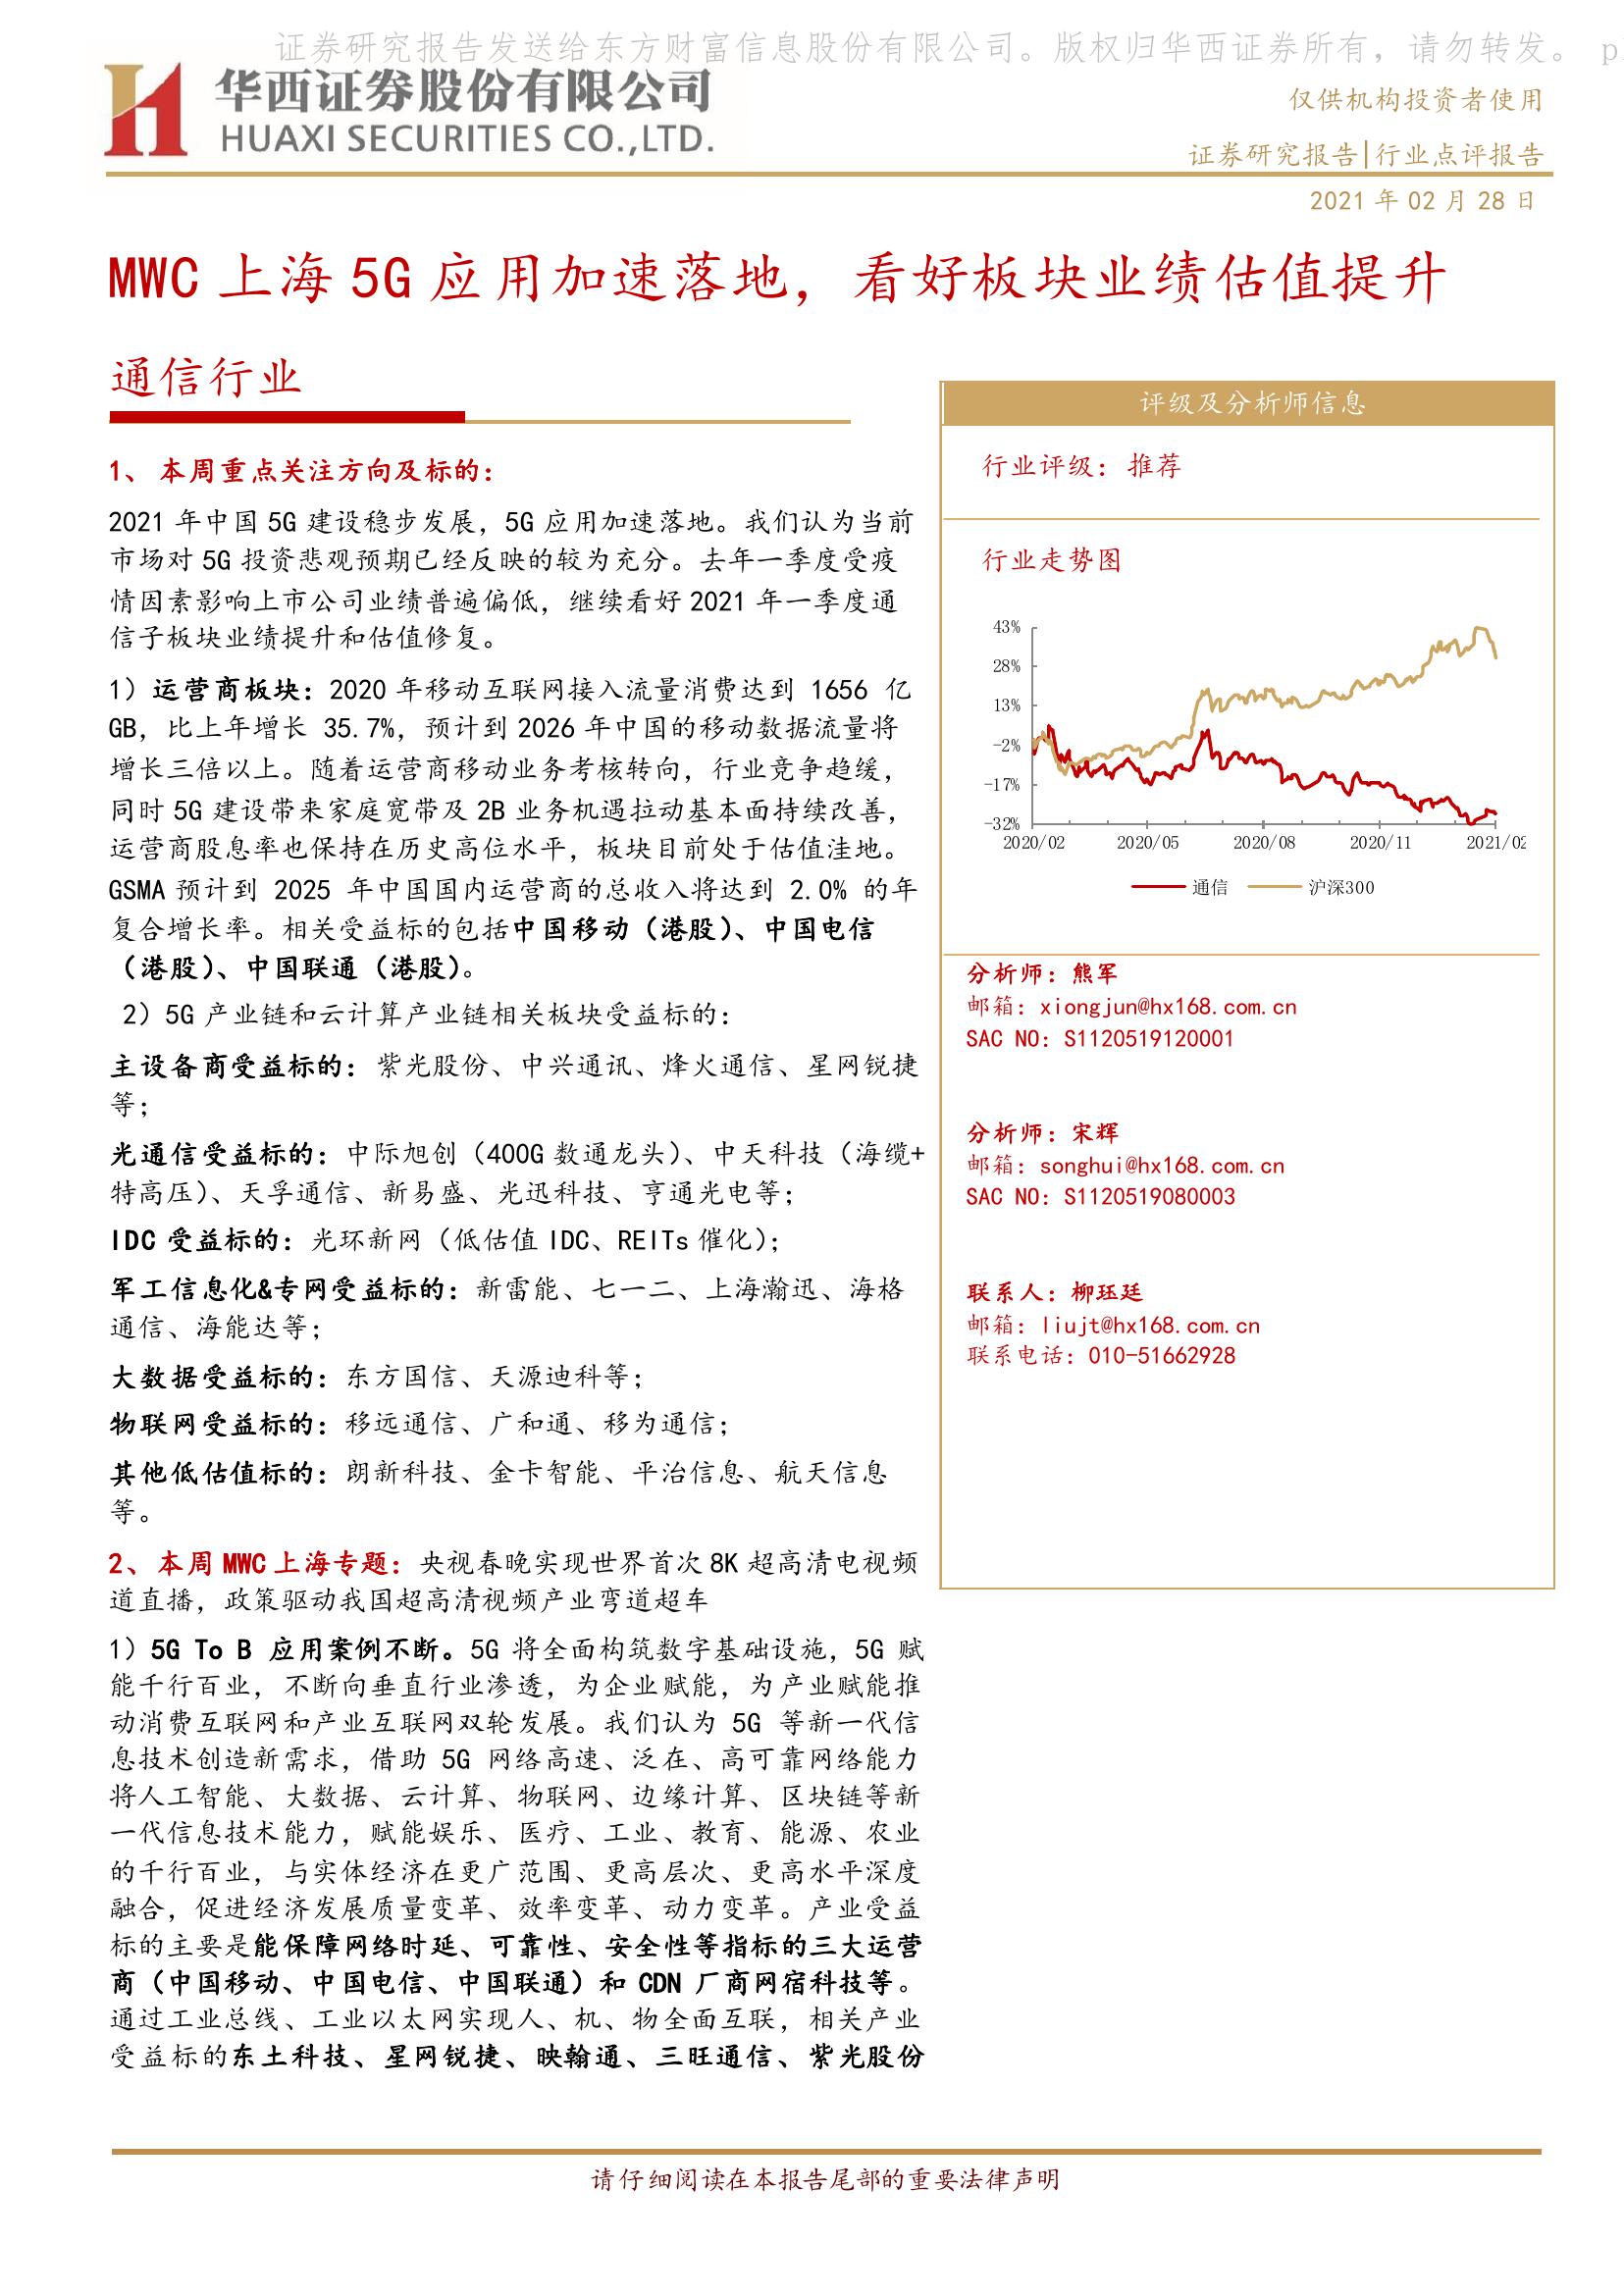 证券研究报告发送给东方财富信息股份有限公司。版权归华西证券所有，请勿转发。 p
华西证券股份有限公司
HUAXI SECURITIES CO.,LTD.
仅供机构投资者使用
证券研究报告|行业点评报告
2021 年 02 月 28 日
MWC 上海 5G 应用加速落地，看好板块业绩估值提升
通信行业
1、 本周重点关注方向及标的：
2021 年中国 5G 建设稳步发展，5G 应用加速落地。我们认为当前
市场对 5G 投资悲观预期已经反映的较为充分。去年一季度受疫
情因素影响上市公司业绩普遍偏低，继续看好 2021 年一季度通
信子板块业绩提升和估值修复。
1）运营商板块：2020 年移动互联网接入流量消费达到 1656 亿
GB，比上年增长 35.7%，预计到 2026 年中国的移动数据流量将
增长三倍以上。随着运营商移动业务考核转向，行业竞争趋缓，
同时 5G 建设带来家庭宽带及 2B 业务机遇拉动基本面持续改善，
运营商股息率也保持在历史高位水平，板块目前处于估值洼地。
GSMA 预计到 2025 年中国国内运营商的总收入将达到 2.0% 的年
复合增长率。相关受益标的包括中国移动（港股）、中国电信
（港股）、中国联通（港股）。
2）5G 产业链和云计算产业链相关板块受益标的：
主设备商受益标的：紫光股份、中兴通讯、烽火通信、星网锐捷
等；
光通信受益标的：中际旭创（400G 数通龙头）、中天科技（海缆+
特高压）、天孚通信、新易盛、光迅科技、亨通光电等；
IDC 受益标的：光环新网（低估值 IDC、REITs 催化）；
军工信息化&专网受益标的：新雷能、七一二、上海瀚迅、海格
通信、海能达等；
大数据受益标的：东方国信、天源迪科等；
物联网受益标的：移远通信、广和通、移为通信；
其他低估值标的：朗新科技、金卡智能、平治信息、航天信息
等。
2、本周 MWC 上海专题：央视春晚实现世界首次 8K 超高清电视频
道直播，政策驱动我国超高清视频产业弯道超车
1）5G To B 应用案例不断。5G 将全面构筑数字基础设施，5G 赋
能千行百业，不断向垂直行业渗透，为企业赋能，为产业赋能推
动消费互联网和产业互联网双轮发展。我们认为 5G 等新一代信
息技术创造新需求，借助 5G 网络高速、泛在、高可靠网络能力
将人工智能、大数据、云计算、物联网、边缘计算、区块链等新
一代信息技术能力，赋能娱乐、医疗、工业、教育、能源、农业
的千行百业，与实体经济在更广范围、更高层次、更高水平深度
融合，促进经济发展质量变革、效率变革、动力变革。产业受益
标的主要是能保障网络时延、可靠性、安全性等指标的三大运营
商（中国移动、中国电信、中国联通）和 CDN 厂商网宿科技等。
通过工业总线、工业以太网实现人、机、物全面互联，相关产业
受益标的东土科技、星网锐捷、映翰通、三旺通信、紫光股份
评级及分析师信息
行业评级：推荐
行业走势图
43%
28%
13%
-2%
-17%
-32%
2020/02 2020/05 2020/08 2020/11 2021/02
通信 沪深300
分析师：熊军
邮箱：xiongjun@hx168.com.cn
SAC NO：S1120519120001
分析师：宋辉
邮箱：songhui@hx168.com.cn
SAC NO：S1120519080003
联系人：柳珏廷
邮箱：liujt@hx168.com.cn
联系电话：010-51662928
请仔细阅读在本报告尾部的重要法律声明